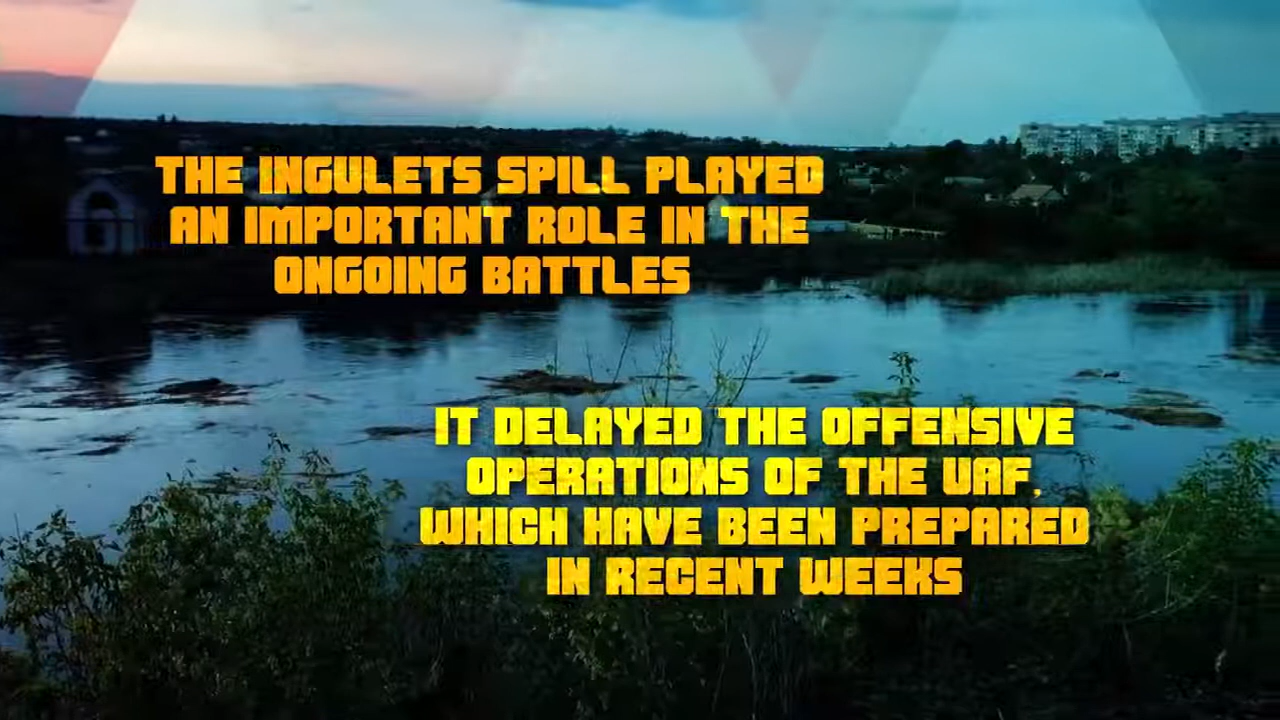 THE INGULETS SPILL PLAYED
AN IMPORTANT ROLE IN THE
ONGOING BATTLES
IT DELAYED THE OFFENSIVE
OPERATIONS OF THE UAF,
WHICH HAVE BEEN PREPARED
IN RECENT WEEKS